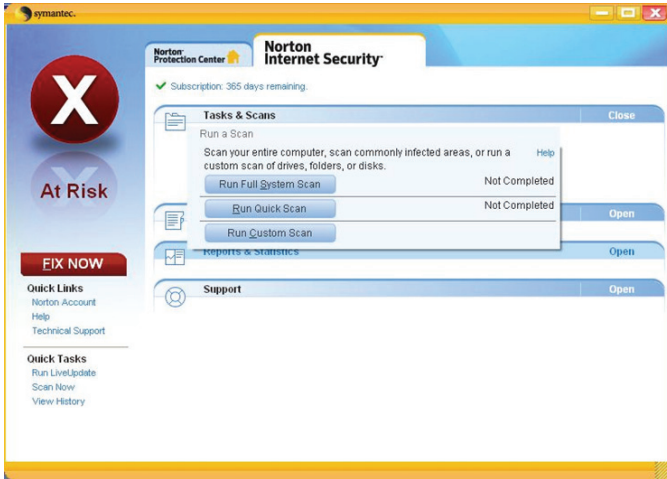 symantec.
Norton Protection Center
Norton Internet Security
Subscription: 365 days remaining.
X
At Risk
FIX NOW
Quick Links
Norton Account
Help
Technical Support
Quick Tasks
Run LiveUpdate
Scan Now
View History
Tasks & Scans
Close
Run a Scan
Scan your entire computer, scan commonly infected areas, or run a
custom scan of drives, folders, or disks.
Help
Run Full System Scan
Not Completed
Run Quick Scan
Not Completed
Run Custom Scan
Open
Reports & Statistics
Open
Support
Open